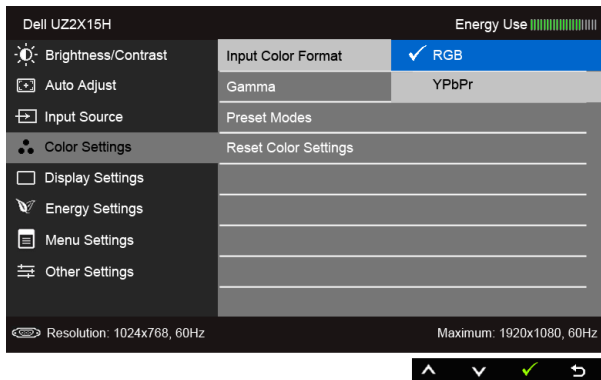 Dell UZ2X15H Energy Use
Brightness/Contrast Input Color Format RGB
Auto Adjust Gamma YPbPr
Input Source Preset Modes
Color Settings Reset Color Settings
Display Settings
Energy Settings
Menu Settings
Other Settings
Resolution: 1024x768, 60Hz Maximum: 1920x1080, 60Hz